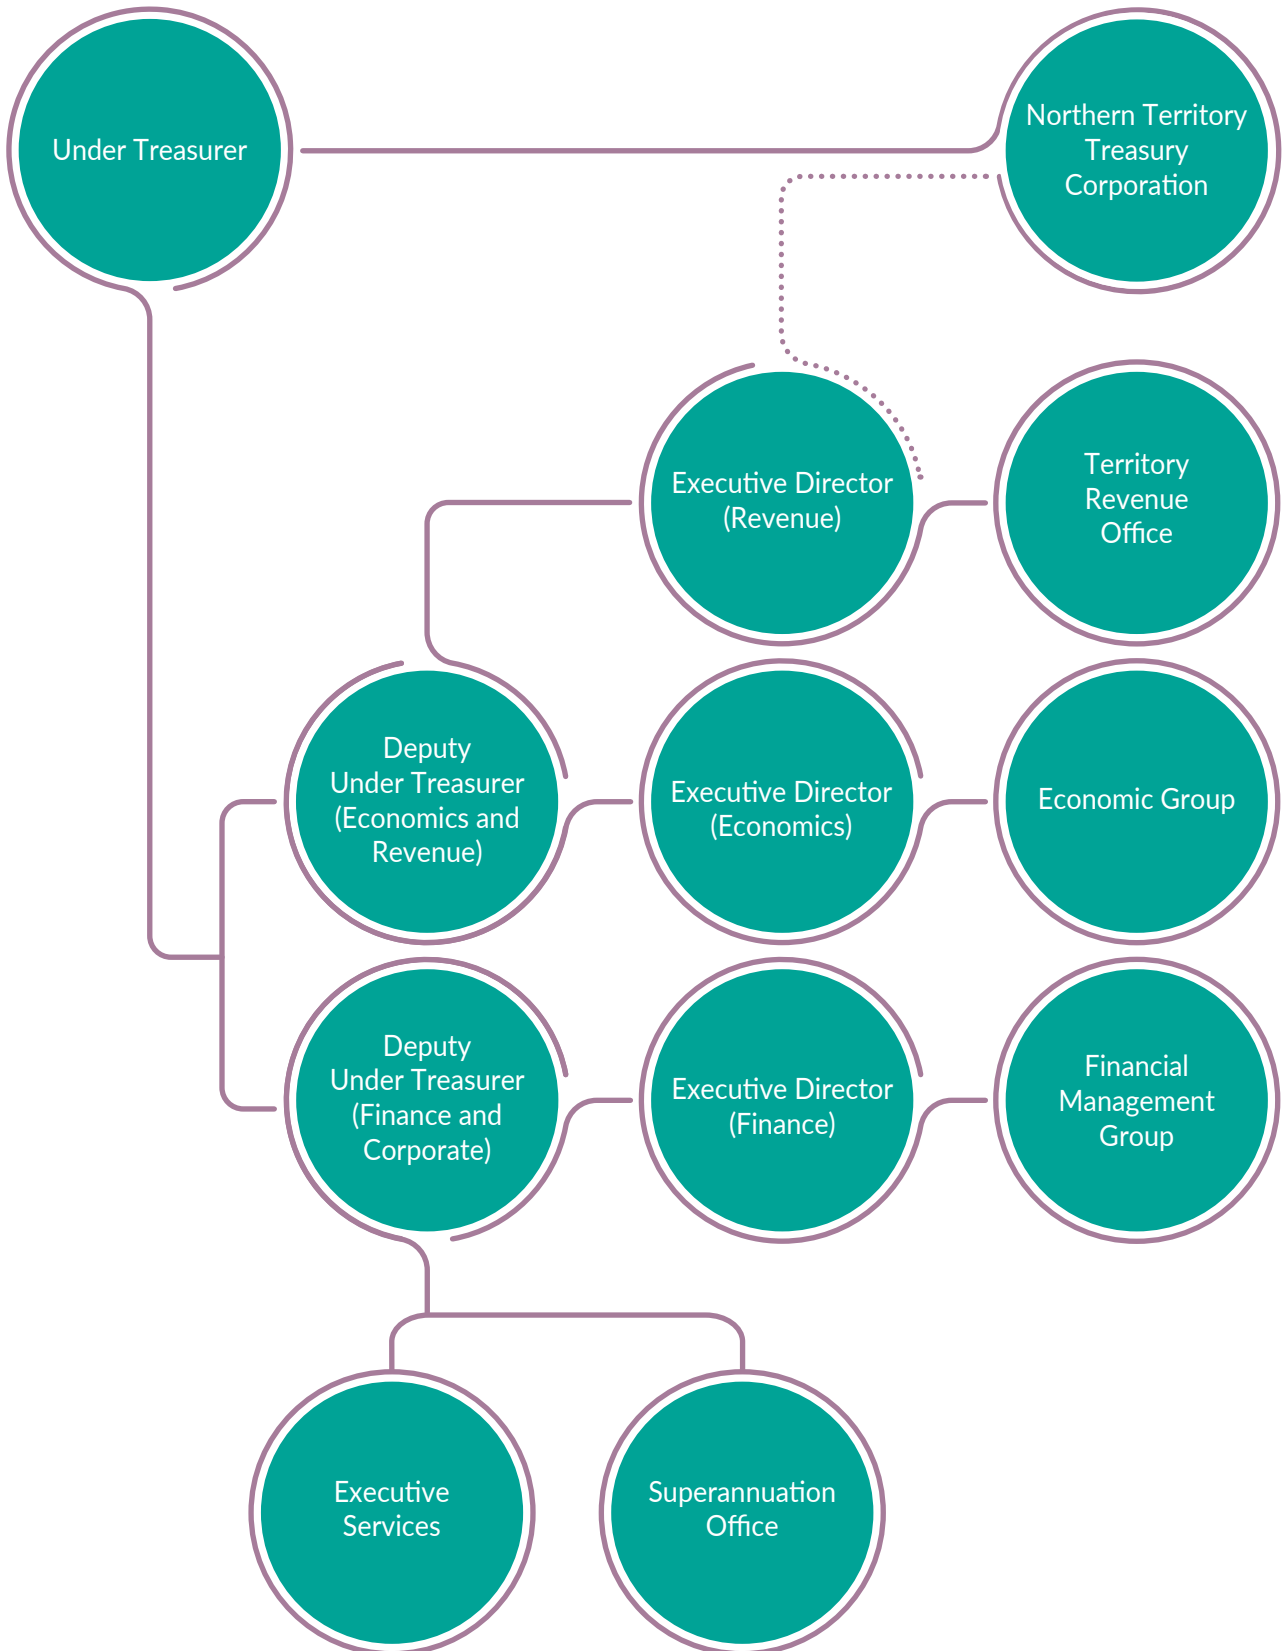 Under Treasurer
Northern Territory
Treasury
Corporation
Executive Director
(Revenue)
Territory
Revenue
Office
Deputy
Under Treasurer
(Economics and
Revenue)
Executive Director
(Economics)
Economic Group
Deputy
Under Treasurer
(Finance and
Corporate)
Executive Director
(Finance)
Financial
Management
Group
Executive
Services
Superannuation
Office